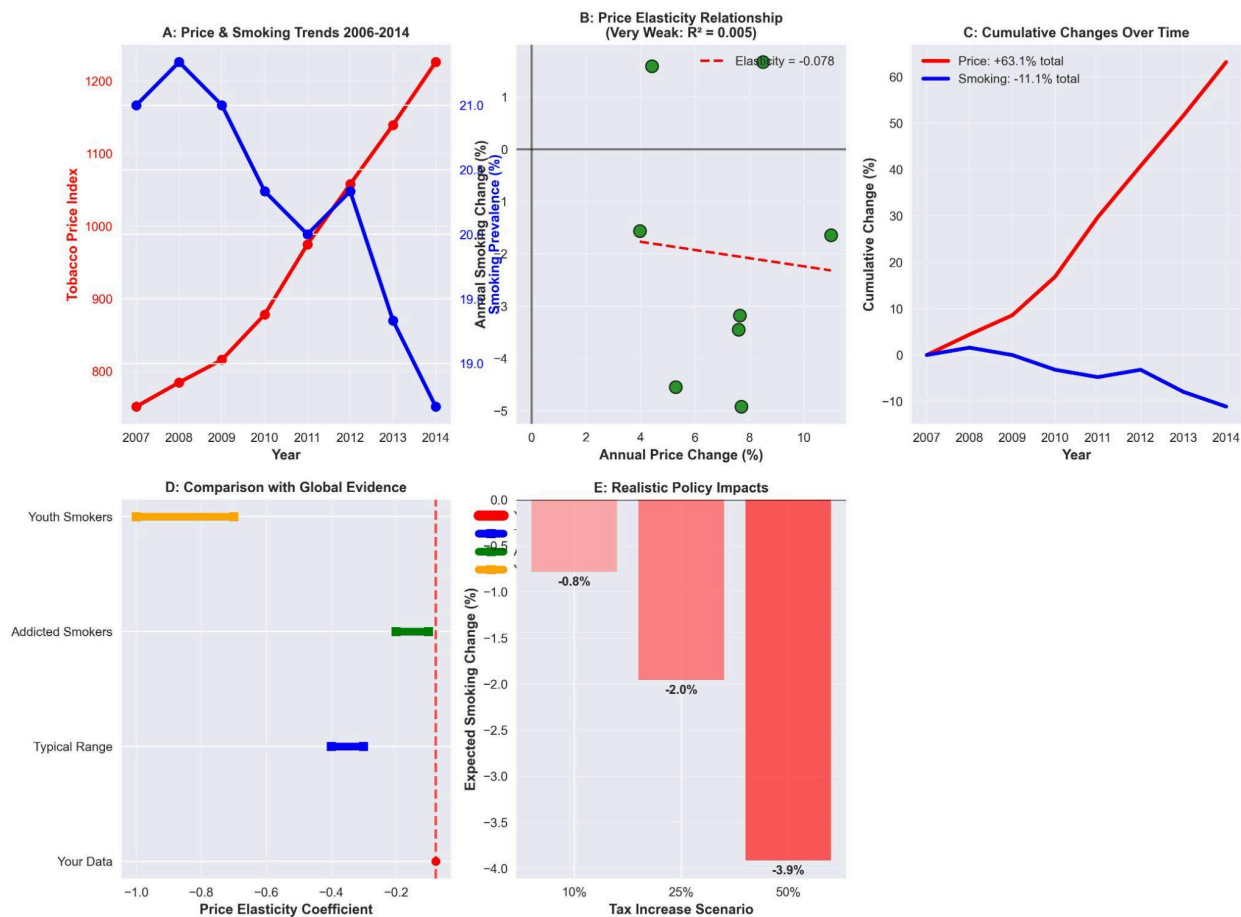 A: Price & Smoking Trends 2006-2014
1200
1100
1000
900
800
Tobacco Price Index
21.0
20.
20.0
19.
19.0
Smoking Prevalence (%)
2007 2008 2009 2010 2011 2012 2013 2014
Year
B: Price Elasticity Relationship
(Very Weak: R² = 0.005)
Elasticity = -0.078
1
0
1
2
3
−4
−5
Annual Smoking Change (%)
0 2 4 6 8 10
Annual Price Change (%)
C: Cumulative Changes Over Time
Price: +63.1% total
Smoking: -11.1% total
60
50
40
30
20
10
0
−10
Cumulative Change (%)
2007 2008 2009 2010 2011 2012 2013 2014
Year
D: Comparison with Global Evidence
Youth Smokers
Addicted Smokers
Typical Range
Your Data
−1.0 −0.8 −0.6 −0.4 −0.2
Price Elasticity Coefficient
E: Realistic Policy Impacts
0.0
−1.0
−1.5
−2.0
−2.5
−3.0
−3.5
−4.0
Expected Smoking Change (%)
-0.8%
-2.0%
-3.9%
10% 25% 50%
Tax Increase Scenario